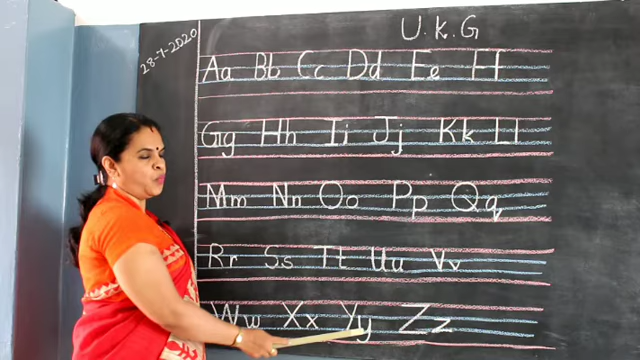 U.K.G
28-7-2020
Aa Bb Cc Dd Ee Ff
Gg Hh Ii Jj Kk Ll
Mm Nn Oo Pp Qq
Rr Ss Tt Uu Vv
Ww Xx Yy Zz